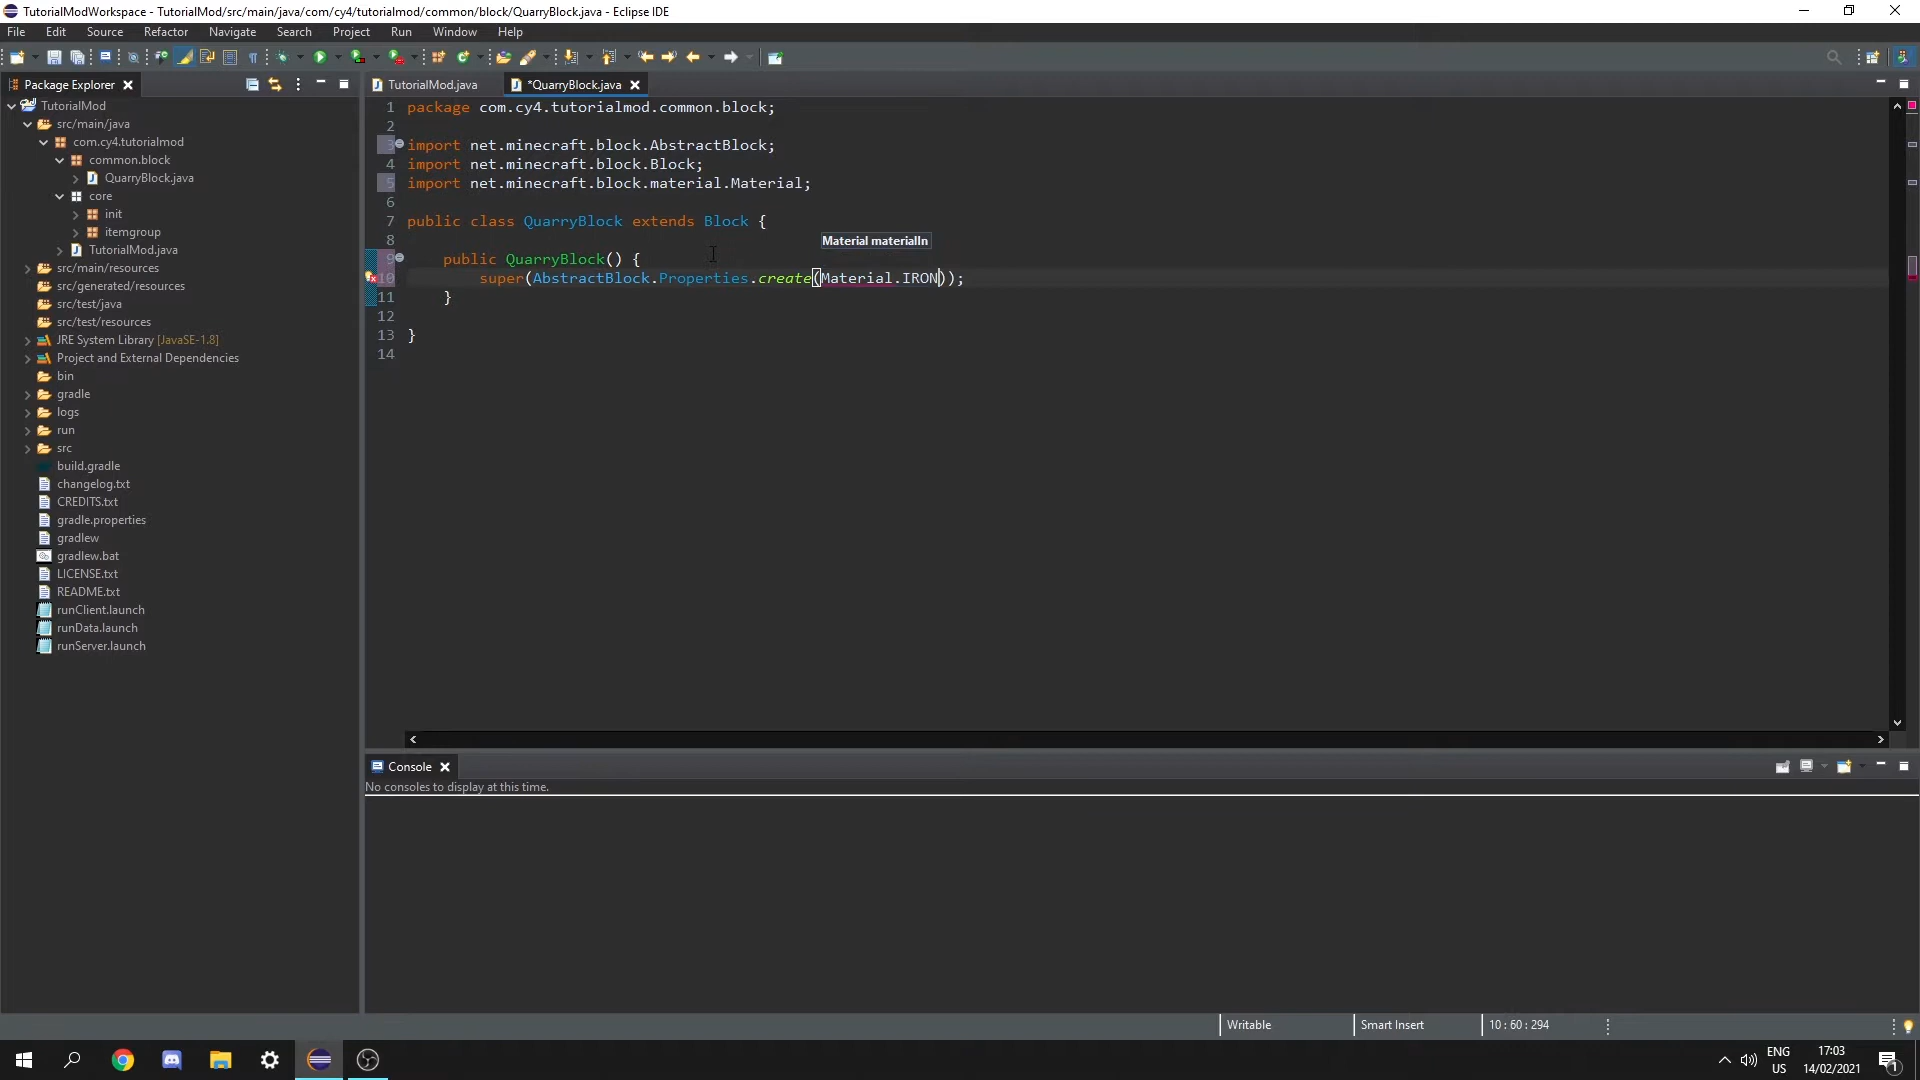 TutorialModWorkspace - TutorialMod/src/main/java/com/cy4/tutorialmod/common/block/QuarryBlock.java - Eclipse IDE
File Edit Source Refactor Navigate Search Project Run Window Help
Package Explorer
TutorialMod.java
*QuarryBlock.java
TutorialMod
src/main/java
com.cy4.tutorialmod
common.block
QuarryBlock.java
core
init
itemgroup
TutorialMod.java
src/main/resources
src/generated/resources
src/test/java
src/test/resources
JRE System Library [JavaSE-1.8]
Project and External Dependencies
bin
gradle
logs
run
src
build.gradle
changelog.txt
CREDITS.txt
gradle.properties
gradlew
gradlew.bat
LICENSE.txt
README.txt
runClient.launch
runData.launch
runServer.launch
1 package com.cy4.tutorialmod.common.block;
2
3 import net.minecraft.block.AbstractBlock;
4 import net.minecraft.block.Block;
5 import net.minecraft.block.material.Material;
6
7 public class QuarryBlock extends Block {
8
Material materialIn
9 public QuarryBlock() {
10 super(AbstractBlock.Properties.create(Material.IRON));
11 }
12
13 }
14
Console
No consoles to display at this time.
Writable
Smart Insert
10 : 60 : 294
ENG
US
17:03
14/02/2021
1